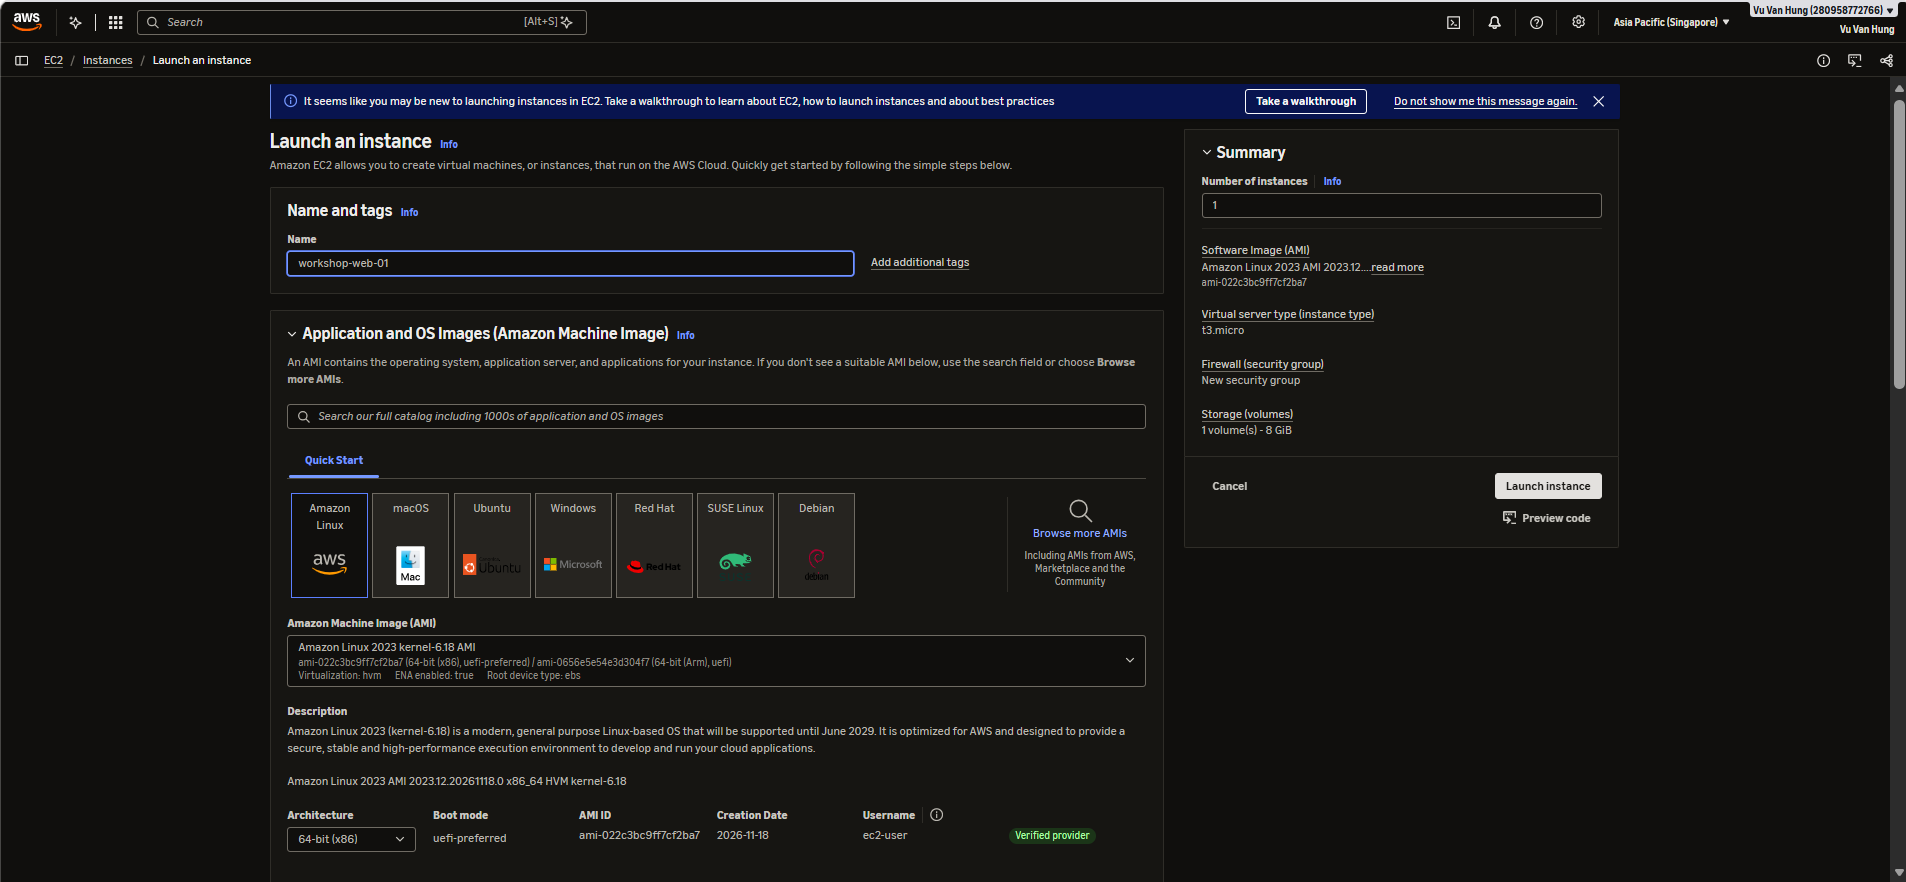 aws
Search
[Alt+S]
Asia Pacific (Singapore)
Vu Van Hung (280958772766)
Vu Van Hung
EC2 / Instances / Launch an instance
It seems like you may be new to launching instances in EC2. Take a walkthrough to learn about EC2, how to launch instances and about best practices
Take a walkthrough
Do not show me this message again.
Launch an instance Info
Amazon EC2 allows you to create virtual machines, or instances, that run on the AWS Cloud. Quickly get started by following the simple steps below.
Name and tags Info
Name
workshop-web-01
Add additional tags
Application and OS Images (Amazon Machine Image) Info
An AMI contains the operating system, application server, and applications for your instance. If you don't see a suitable AMI below, use the search field or choose Browse
more AMIs.
Search our full catalog including 1000s of application and OS images
Quick Start
Amazon
Linux
aws
macOS
Mac
Ubuntu
Ubuntu
Windows
Microsoft
Red Hat
Red Hat
SUSE Linux
Debian
debian
Browse more AMIs
Including AMIs from AWS,
Marketplace and the
Community
Amazon Machine Image (AMI)
Amazon Linux 2023 kernel-6.18 AMI
ami-022c3bc9ff7cf2ba7 (64-bit (x86), uefi-preferred) / ami-0656e5e54e3d304f7 (64-bit (Arm), uefi)
Virtualization: hvm ENA enabled: true Root device type: ebs
Description
Amazon Linux 2023 (kernel-6.18) is a modern, general purpose Linux-based OS that will be supported until June 2029. It is optimized for AWS and designed to provide a
secure, stable and high-performance execution environment to develop and run your cloud applications.
Amazon Linux 2023 AMI 2023.12.20261118.0 x86_64 HVM kernel-6.18
Architecture
64-bit (x86)
Boot mode
uefi-preferred
AMI ID
ami-022c3bc9ff7cf2ba7
Creation Date
2026-11-18
Username
ec2-user
Verified provider
Summary
Number of instances Info
1
Software Image (AMI)
Amazon Linux 2023 AMI 2023.12....read more
ami-022c3bc9ff7cf2ba7
Virtual server type (instance type)
t3.micro
Firewall (security group)
New security group
Storage (volumes)
1 volume(s) - 8 GiB
Cancel
Launch instance
Preview code